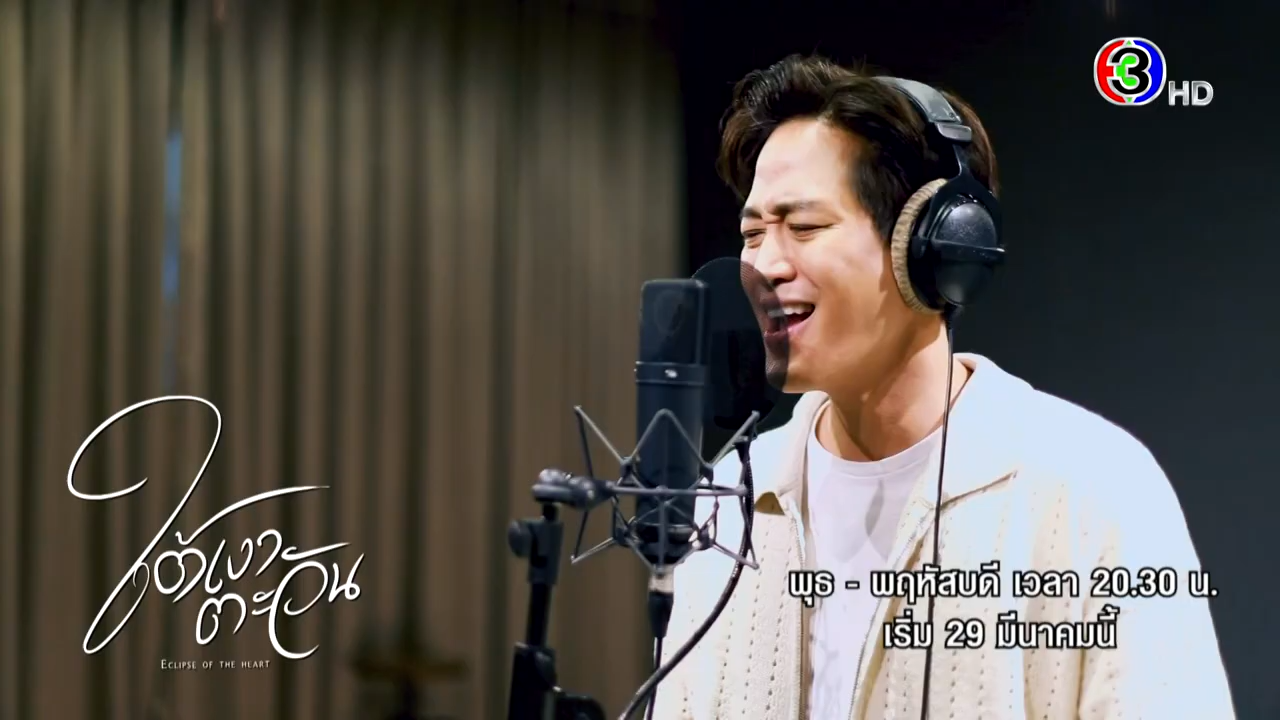 3 HD
ใต้เงา
ตะวัน
ECLIPSE OF THE HEART
พุธ - พฤหัสบดี เวลา 20.30 น.
เริ่ม 29 มีนาคมนี้